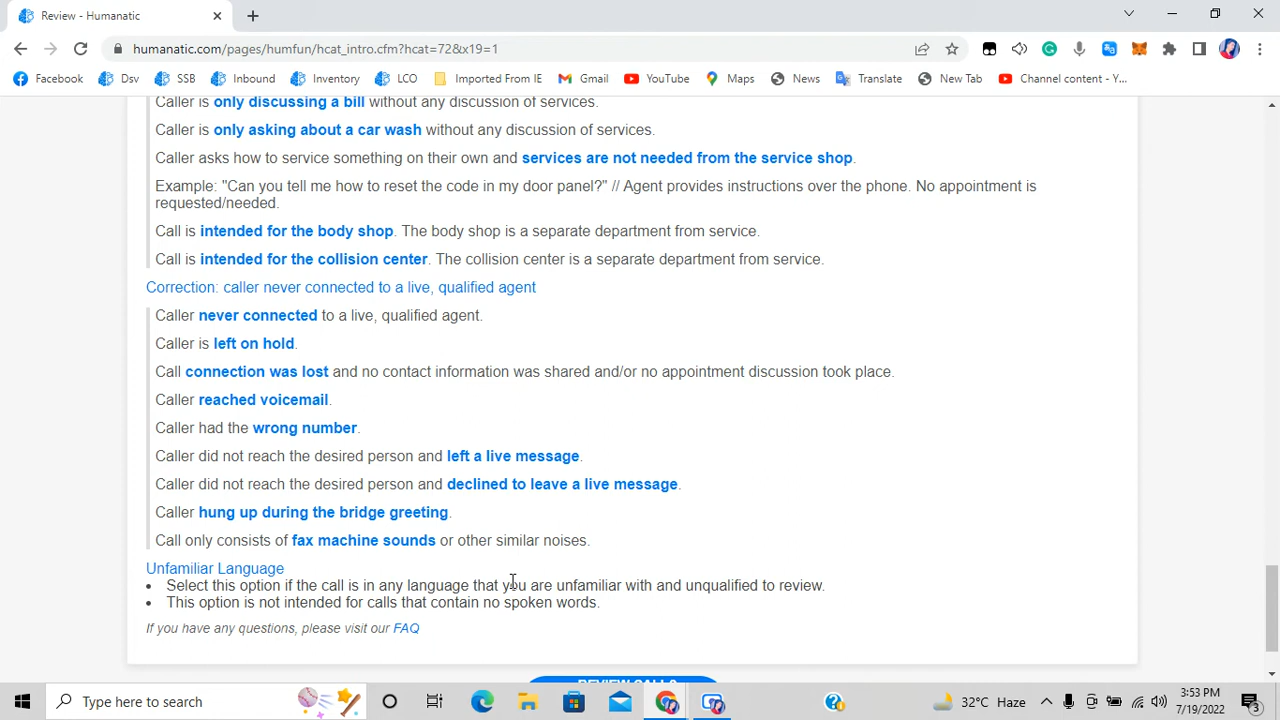 Review - Humanatic
humanatic.com/pages/humfun/hcat_intro.cfm?hcat=72&x19=1
Facebook Dsv SSB Inbound Inventory LCO Imported From IE Gmail YouTube Maps News Translate New Tab Channel content - Y...
Caller is only discussing a bill without any discussion of services.
Caller is only asking about a car wash without any discussion of services.
Caller asks how to service something on their own and services are not needed from the service shop.
Example: "Can you tell me how to reset the code in my door panel?" // Agent provides instructions over the phone. No appointment is
requested/needed.
Call is intended for the body shop. The body shop is a separate department from service.
Call is intended for the collision center. The collision center is a separate department from service.
Correction: caller never connected to a live, qualified agent
Caller never connected to a live, qualified agent.
Caller is left on hold.
Call connection was lost and no contact information was shared and/or no appointment discussion took place.
Caller reached voicemail.
Caller had the wrong number.
Caller did not reach the desired person and left a live message.
Caller did not reach the desired person and declined to leave a live message.
Caller hung up during the bridge greeting.
Call only consists of fax machine sounds or other similar noises.
Unfamiliar Language
• Select this option if the call is in any language that you are unfamiliar with and unqualified to review.
• This option is not intended for calls that contain no spoken words.
If you have any questions, please visit our FAQ
REVIEW CALLS
Type here to search
32°C Haze
3:53 PM
7/19/2022
3